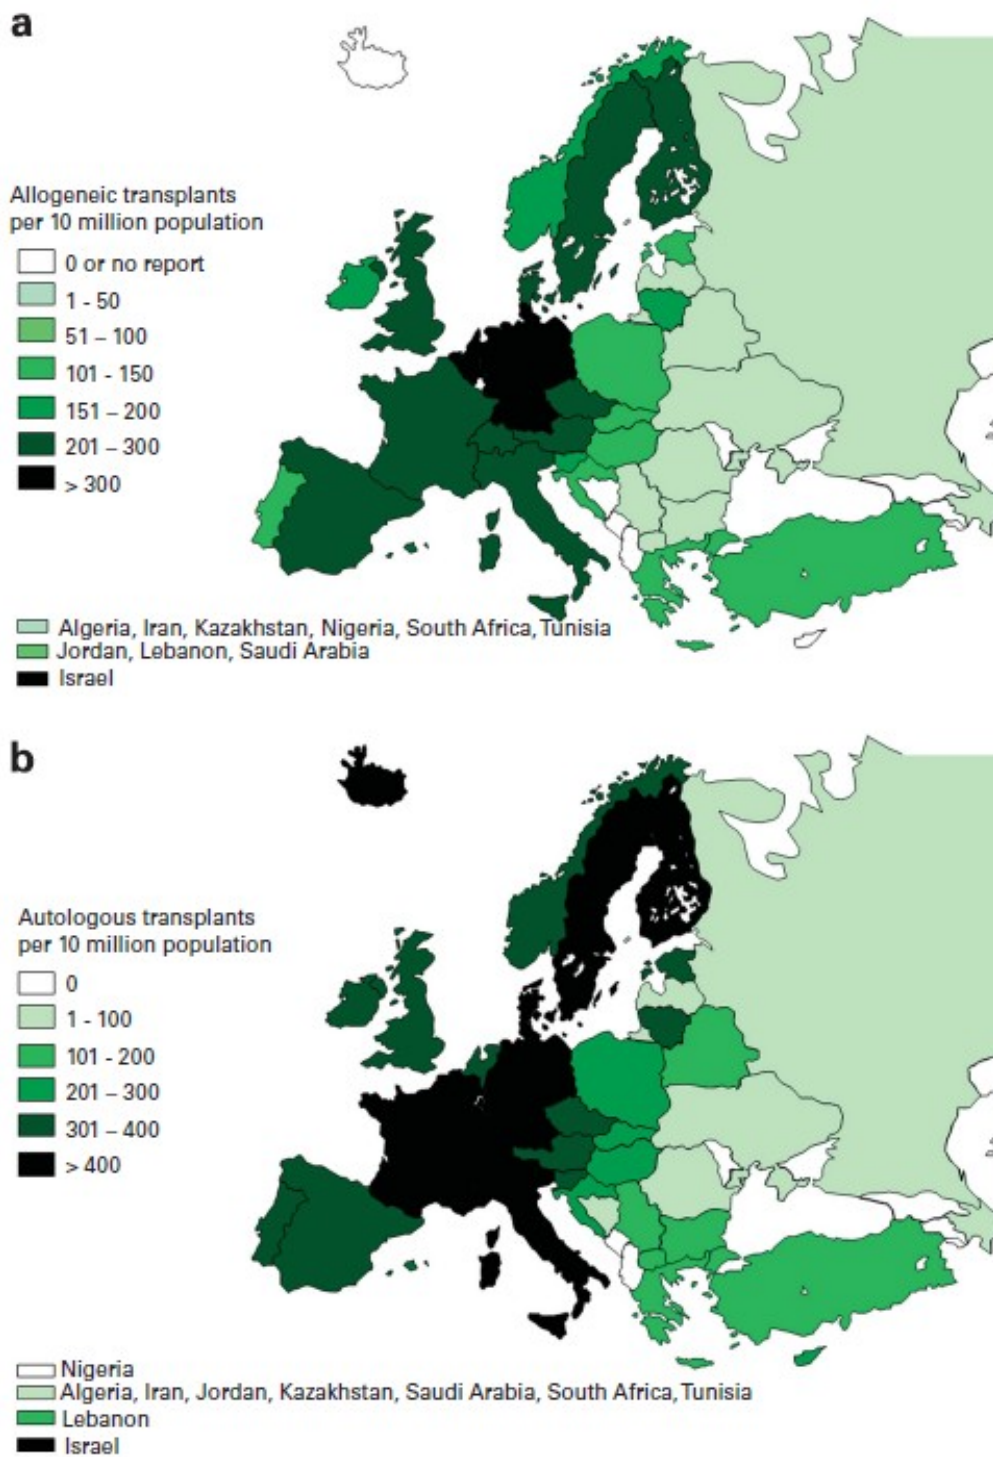 a
Allogeneic transplants
per 10 million population
0 or no report
1 - 50
51 – 100
101 - 150
151 – 200
201 – 300
> 300
Algeria, Iran, Kazakhstan, Nigeria, South Africa, Tunisia
Jordan, Lebanon, Saudi Arabia
Israel
b
Autologous transplants
per 10 million population
0
1 - 100
101 - 200
201 – 300
301 – 400
> 400
Nigeria
Algeria, Iran, Jordan, Kazakhstan, Saudi Arabia, South Africa, Tunisia
Lebanon
Israel